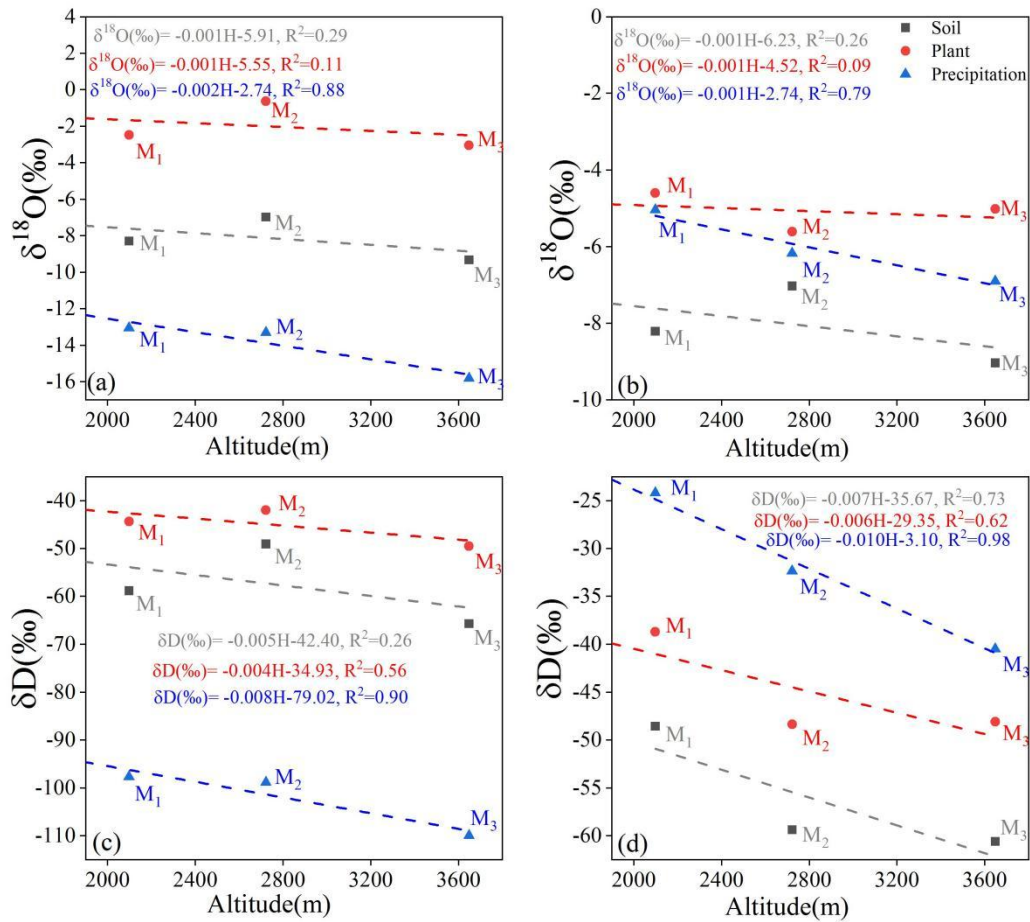 δ¹⁸O(‰)= -0.001H-5.91, R²=0.29
δ¹⁸O(‰)= -0.001H-5.55, R²=0.11
δ¹⁸O(‰)= -0.002H-2.74, R²=0.88
4
2
0
-2
-4
-6
-8
-10
-12
-14
-16
δ¹⁸O(‰)
M₁
M₂
M₃
M₁
M₂
M₃
M₁
M₂
M₃
(a)
2000 2400 2800 3200 3600
Altitude(m)
δ¹⁸O(‰)= -0.001H-6.23, R²=0.26
δ¹⁸O(‰)= -0.001H-4.52, R²=0.09
δ¹⁸O(‰)= -0.001H-2.74, R²=0.79
Soil
Plant
Precipitation
0
-2
-4
-6
-8
-10
δ¹⁸O(‰)
M₁
M₂
M₃
M₁
M₂
M₃
M₁
M₂
M₃
(b)
2000 2400 2800 3200 3600
Altitude(m)
-40
-50
-60
-70
-80
-90
-100
-110
δD(‰)
M₁
M₂
M₃
M₁
M₂
M₃
δD(‰)= -0.005H-42.40, R²=0.26
δD(‰)= -0.004H-34.93, R²=0.56
δD(‰)= -0.008H-79.02, R²=0.90
M₁
M₂
M₃
(c)
2000 2400 2800 3200 3600
Altitude(m)
δD(‰)= -0.007H-35.67, R²=0.73
δD(‰)= -0.006H-29.35, R²=0.62
δD(‰)= -0.010H-3.10, R²=0.98
-25
-30
-35
-40
-45
-50
-55
-60
δD(‰)
M₁
M₂
M₃
M₁
M₂
M₃
M₁
M₂
M₃
(d)
2000 2400 2800 3200 3600
Altitude(m)